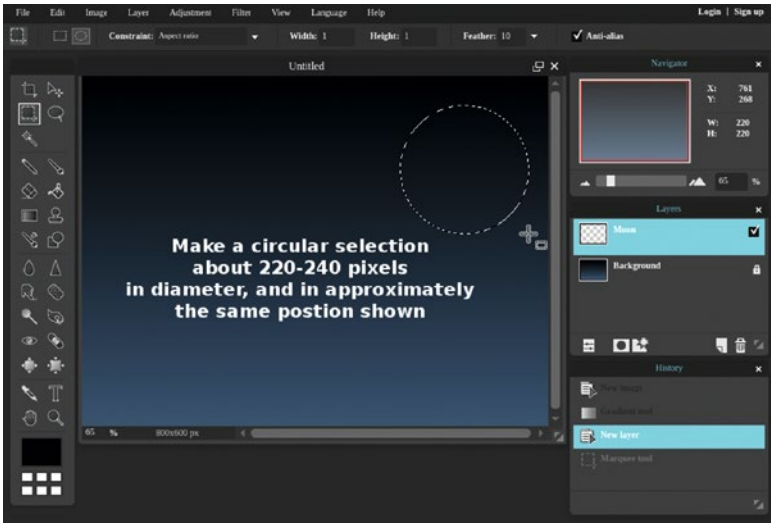 File Edit Image Layer Adjustment Filter View Language Help Login | Sign up
Constraint: Aspect ratio Width: 1 Height: 1 Feather: 10 Anti-alias
Untitled
Navigator
X: 761
Y: 268
W: 220
H: 220
65 %
Layers
Moon
Background
Make a circular selection
about 220-240 pixels
in diameter, and in approximately
the same postion shown
65 % 800x600 px
History
New image
Gradient tool
New layer
Marquee tool